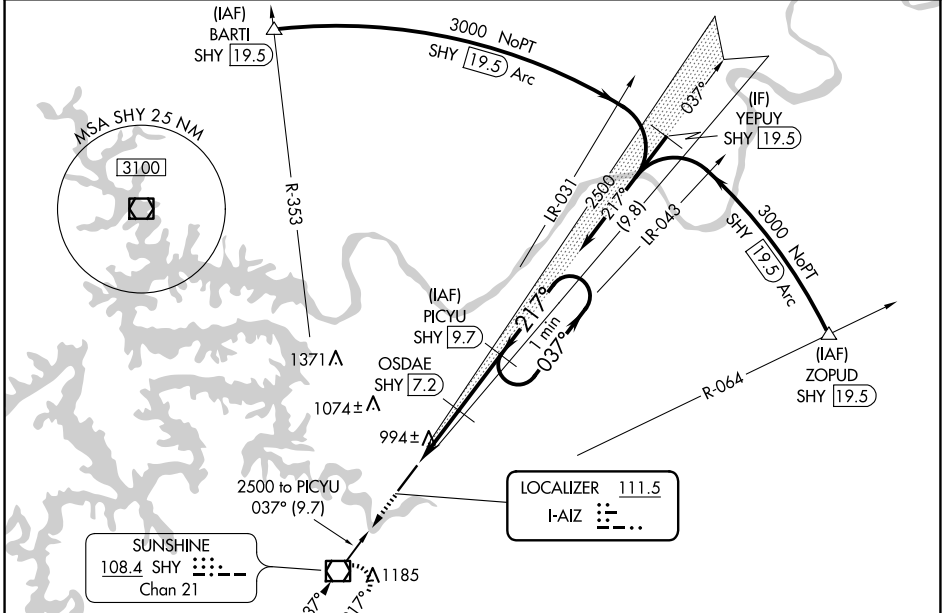 (IAF)
BARTI
SHY 19.5
3000 NoPT
SHY 19.5 Arc
MSA SHY 25 NM
3100
R-353
LR-031
2500
217°
(9.8)
LR-043
037°
(IF)
YEPUY
SHY 19.5
3000 NoPT
SHY 19.5 Arc
(IAF)
ZOPUD
SHY 19.5
R-064
217°
1 min
037°
(IAF)
PICYU
SHY 9.7
OSDAE
SHY 7.2
1371
1074±
994±
2500 to PICYU
037° (9.7)
LOCALIZER 111.5
I-AIZ
SUNSHINE
108.4 SHY
Chan 21
1185